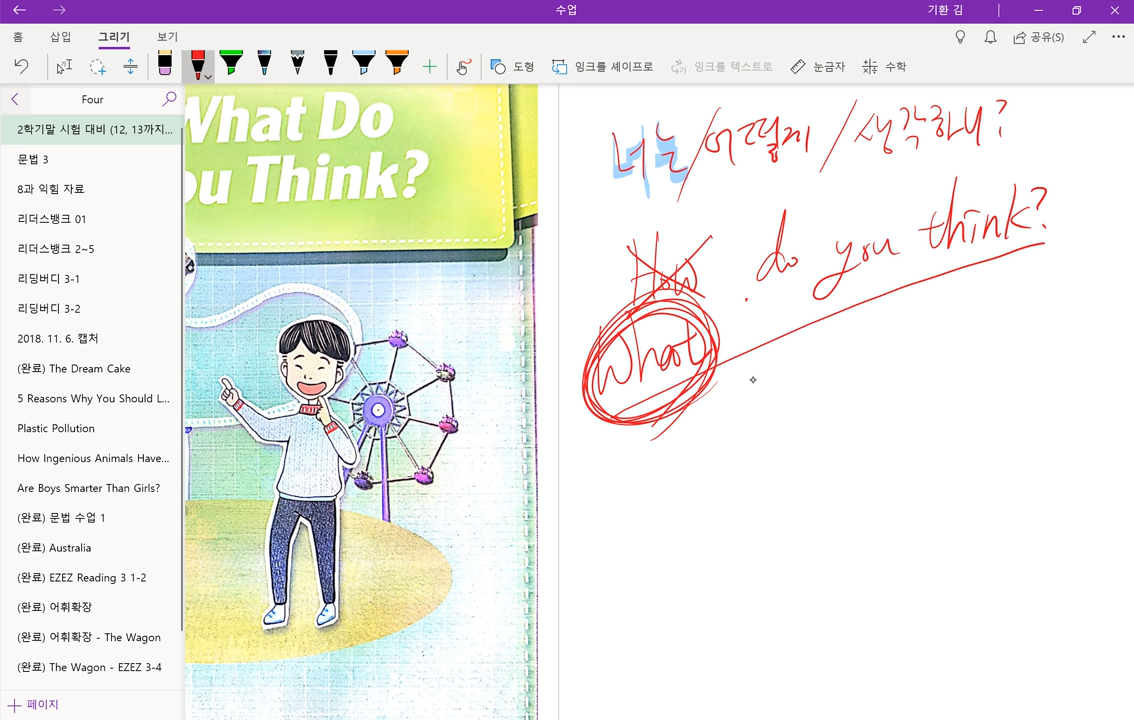 수업
기환 김
홈 삽입 그리기 보기
공유(S)
도형 잉크를 셰이프로 잉크를 텍스트로 눈금자 수학
Four
2학기말 시험 대비 (12, 13까지...
문법 3
8과 익힘 자료
리더스뱅크 01
리더스뱅크 2~5
리딩버디 3-1
리딩버디 3-2
2018. 11. 6. 캡처
(완료) The Dream Cake
5 Reasons Why You Should L...
Plastic Pollution
How Ingenious Animals Have...
Are Boys Smarter Than Girls?
(완료) 문법 수업 1
(완료) Australia
(완료) EZEZ Reading 3 1-2
(완료) 어휘확장
(완료) 어휘확장 - The Wagon
(완료) The Wagon - EZEZ 3-4
페이지
What Do
ou Think?
너는/어떻게/생각하니?
How do you think?
What